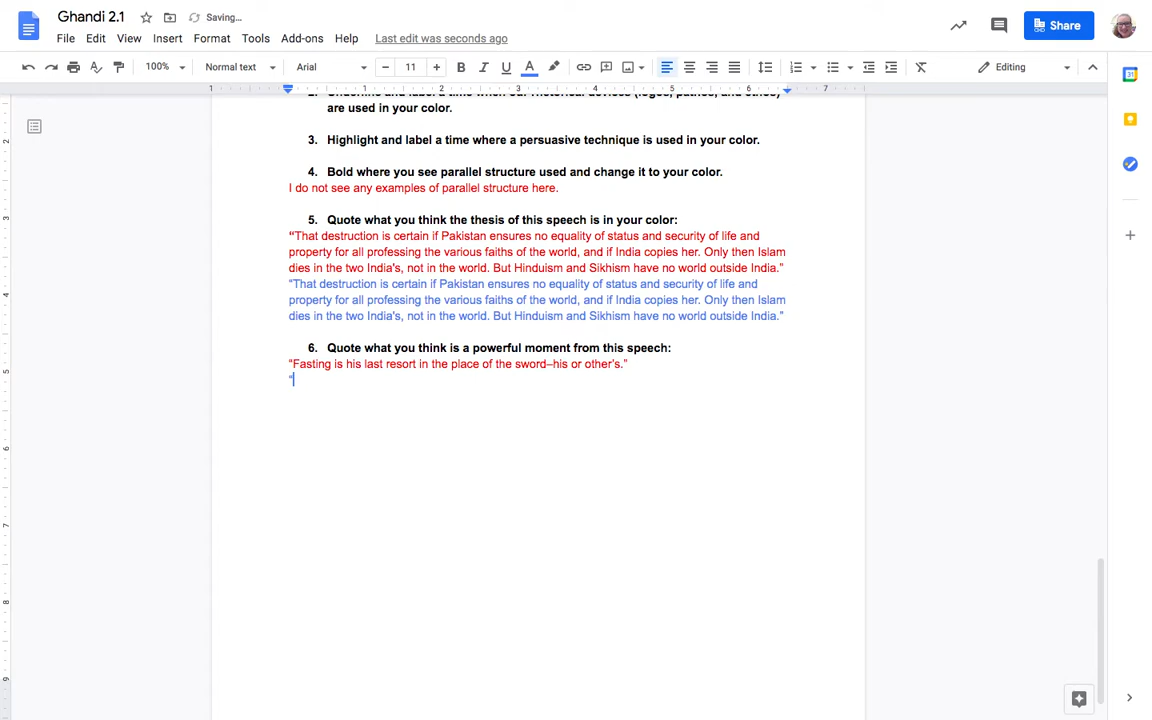 Ghandi 2.1
Saving...
File Edit View Insert Format Tools Add-ons Help Last edit was seconds ago
Share
100% Normal text Arial 11 Editing
1 1 2 3 4 5 6 7
are used in your color.
3. Highlight and label a time where a persuasive technique is used in your color.
4. Bold where you see parallel structure used and change it to your color.
I do not see any examples of parallel structure here.
5. Quote what you think the thesis of this speech is in your color:
“That destruction is certain if Pakistan ensures no equality of status and security of life and
property for all professing the various faiths of the world, and if India copies her. Only then Islam
dies in the two India's, not in the world. But Hinduism and Sikhism have no world outside India.”
“That destruction is certain if Pakistan ensures no equality of status and security of life and
property for all professing the various faiths of the world, and if India copies her. Only then Islam
dies in the two India's, not in the world. But Hinduism and Sikhism have no world outside India.”
6. Quote what you think is a powerful moment from this speech:
“Fasting is his last resort in the place of the sword–his or other’s.”
“